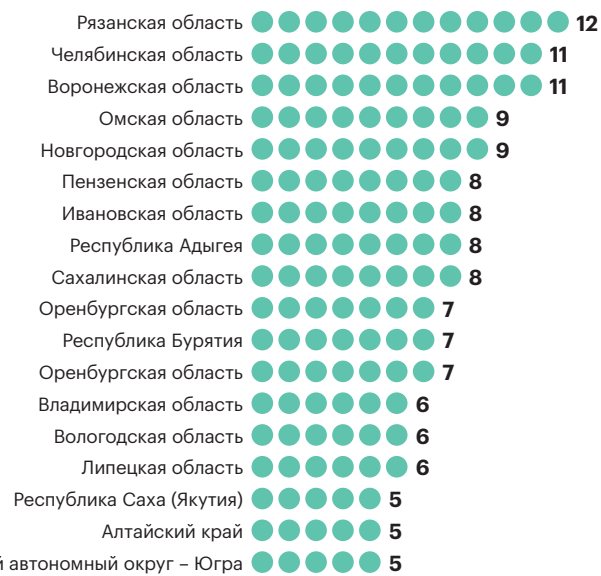 Рязанская область 12
Челябинская область 11
Воронежская область 11
Омская область 9
Новгородская область 9
Пензенская область 8
Ивановская область 8
Республика Адыгея 8
Сахалинская область 8
Оренбургская область 7
Республика Бурятия 7
Оренбургская область 7
Владимирская область 6
Вологодская область 6
Липецкая область 6
Республика Саха (Якутия) 5
Алтайский край 5
й автономный округ – Югра 5